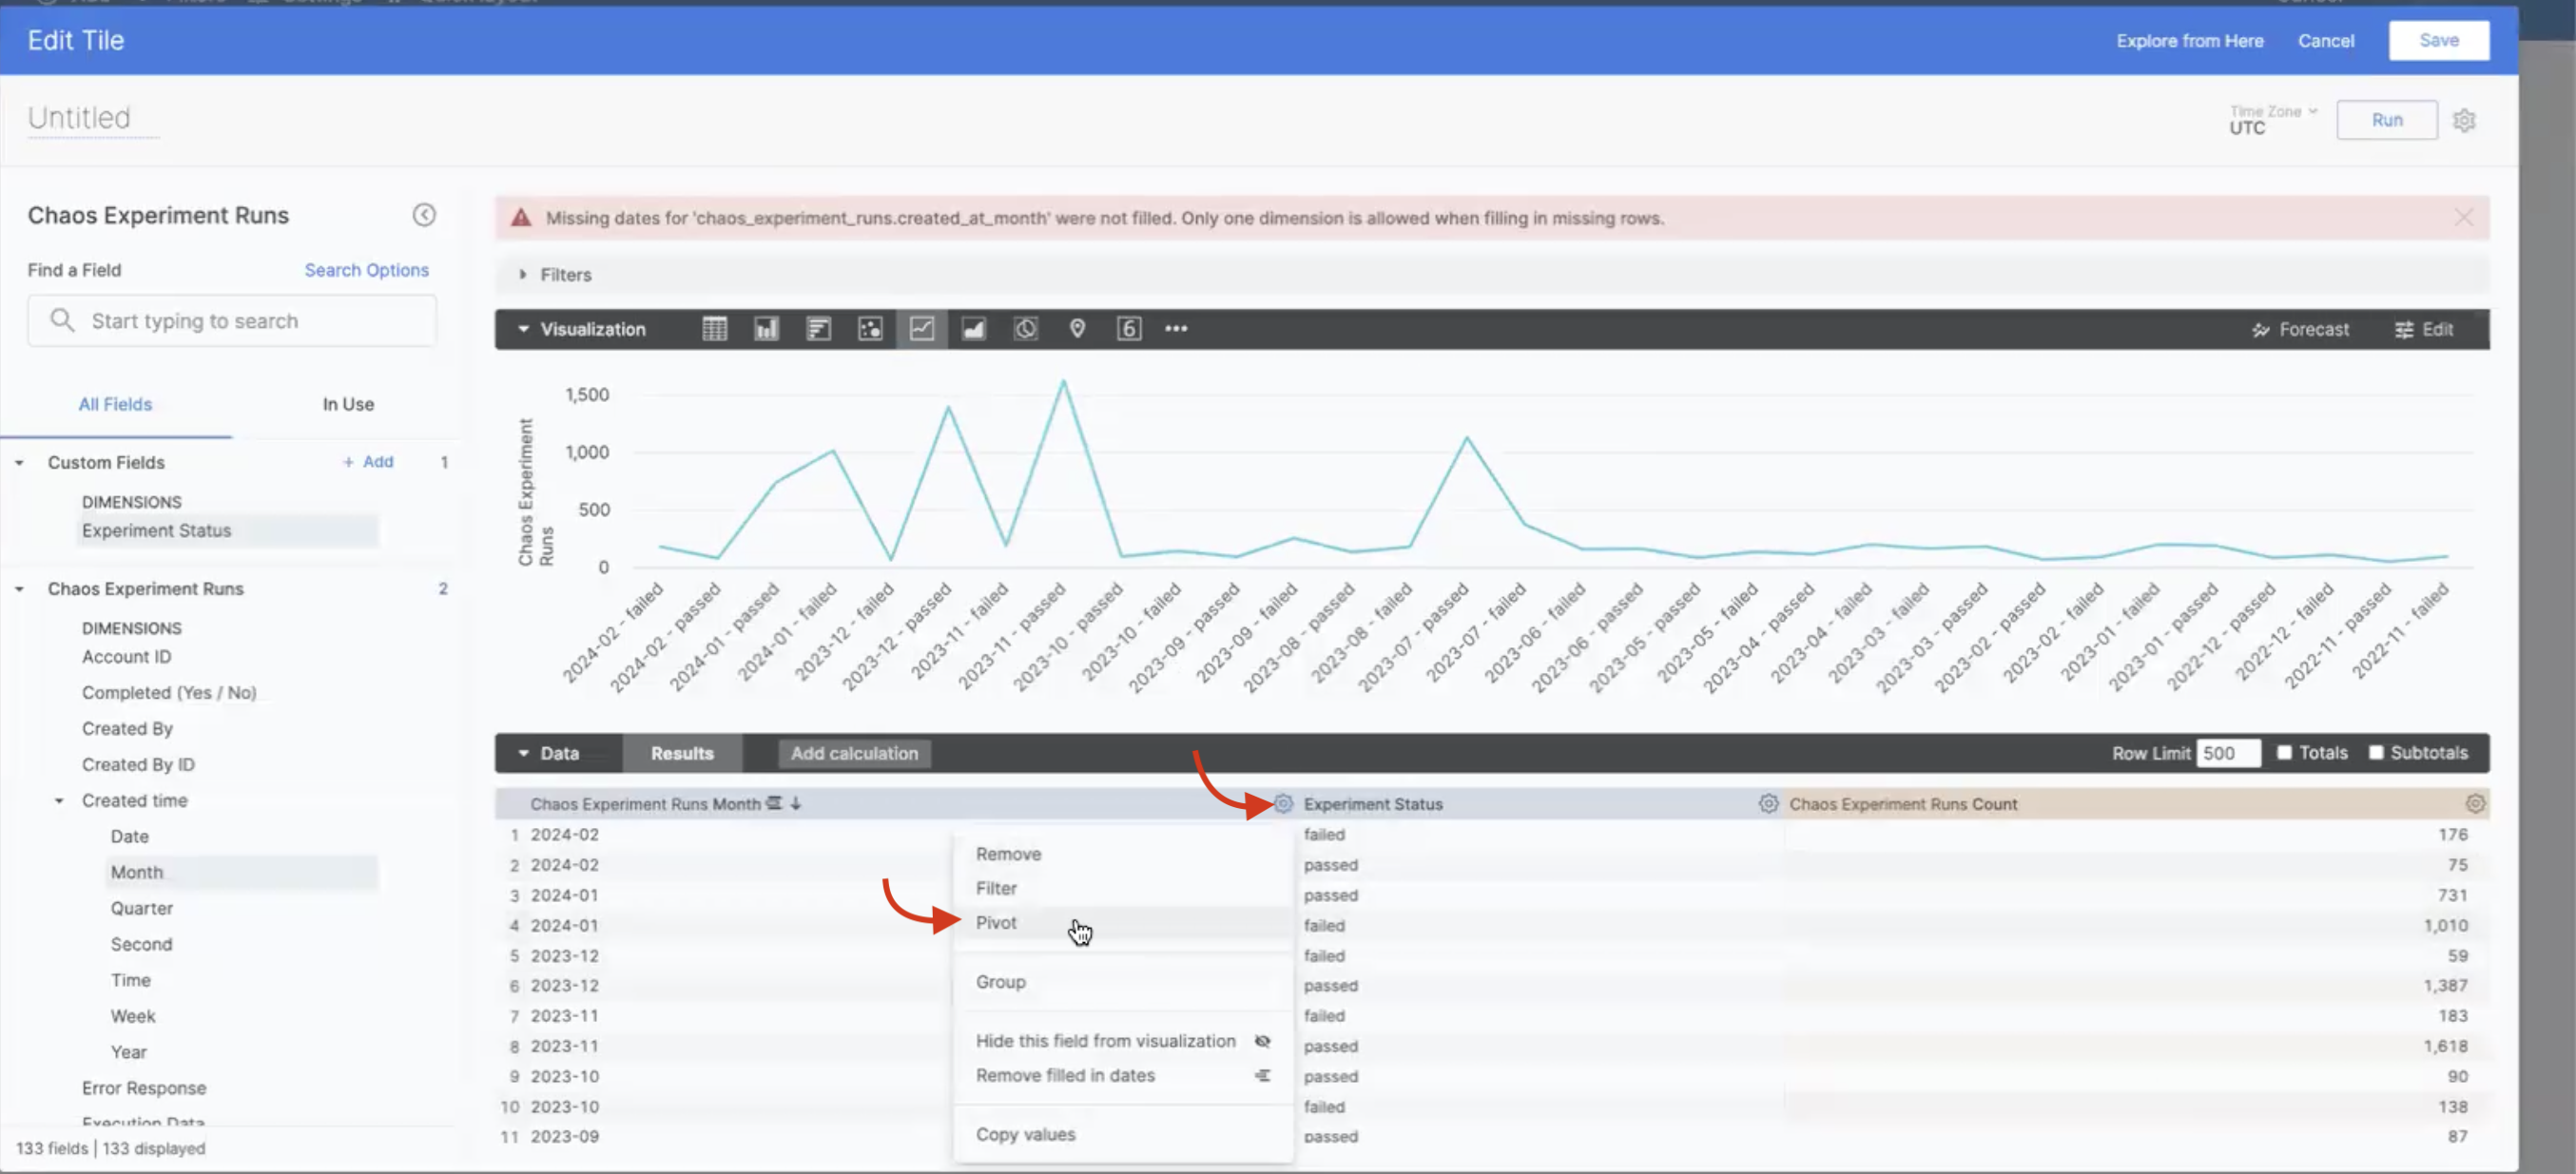 Edit Tile
Explore from Here Cancel Save
Untitled
Time Zone
UTC
Run
Chaos Experiment Runs
Find a Field Search Options
Start typing to search
All Fields In Use
Custom Fields + Add 1
DIMENSIONS
Experiment Status
Chaos Experiment Runs 2
DIMENSIONS
Account ID
Completed (Yes / No)
Created By
Created By ID
Created time
Date
Month
Quarter
Second
Time
Week
Year
Error Response
Execution Data
133 fields | 133 displayed
Missing dates for 'chaos_experiment_runs.created_at_month' were not filled. Only one dimension is allowed when filling in missing rows.
Filters
Visualization 6 Forecast Edit
Chaos Experiment
Runs
1,500
1,000
500
0
2024-02 - failed
2024-02 - passed
2024-01 - passed
2024-01 - failed
2023-12 - failed
2023-12 - passed
2023-11 - failed
2023-11 - passed
2023-10 - passed
2023-10 - failed
2023-09 - passed
2023-09 - failed
2023-08 - passed
2023-08 - failed
2023-07 - passed
2023-07 - failed
2023-06 - failed
2023-06 - passed
2023-05 - passed
2023-05 - failed
2023-04 - passed
2023-04 - failed
2023-03 - failed
2023-03 - passed
2023-02 - passed
2023-02 - failed
2023-01 - failed
2023-01 - passed
2022-12 - passed
2022-12 - failed
2022-11 - passed
2022-11 - failed
Data Results Add calculation Row Limit 500 Totals Subtotals
Chaos Experiment Runs Month Experiment Status Chaos Experiment Runs Count
1 2024-02 failed 176
2 2024-02 passed 75
3 2024-01 passed 731
4 2024-01 failed 1,010
5 2023-12 failed 59
6 2023-12 passed 1,387
7 2023-11 failed 183
8 2023-11 passed 1,618
9 2023-10 passed 90
10 2023-10 failed 138
11 2023-09 passed 87
Remove
Filter
Pivot
Group
Hide this field from visualization
Remove filled in dates
Copy values